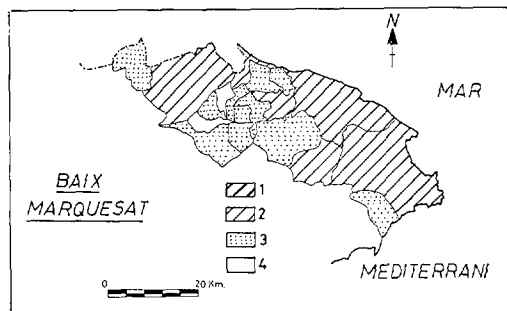 N
MAR
BAIX
MARQUESAT
1
2
3
4
0 20 Km.
MEDITERRANI